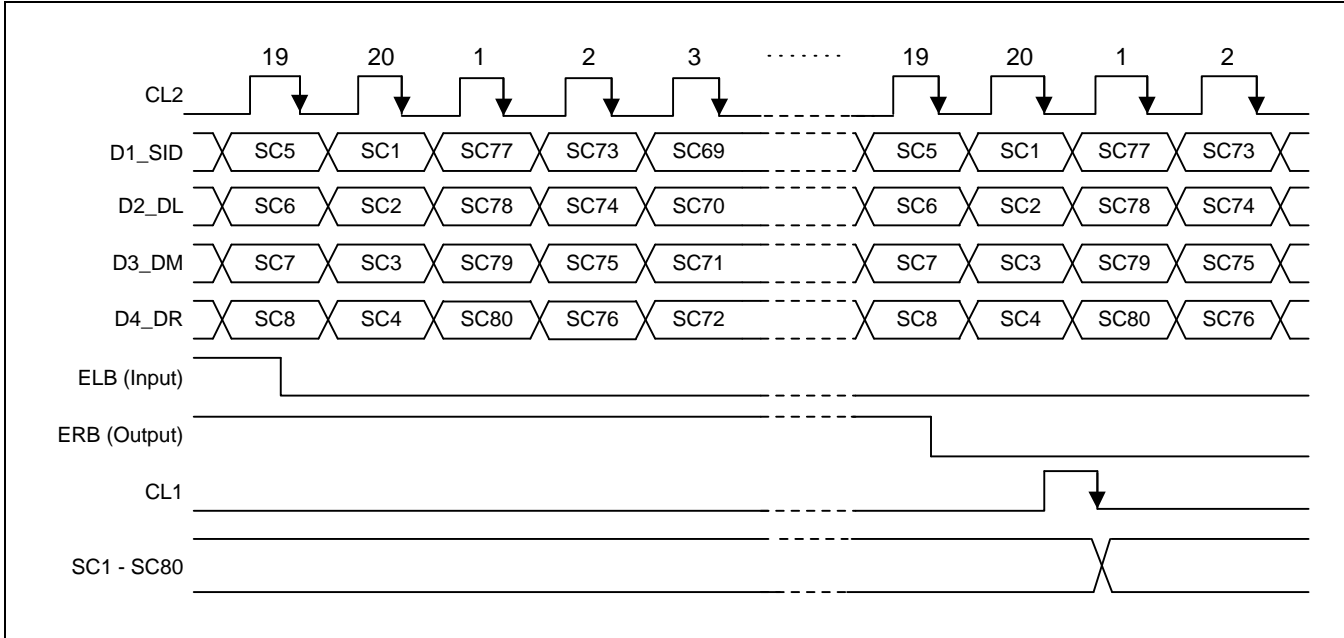 19 20 1 2 3 ....... 19 20 1 2
CL2
D1_SID SC5 SC1 SC77 SC73 SC69 SC5 SC1 SC77 SC73
D2_DL SC6 SC2 SC78 SC74 SC70 SC6 SC2 SC78 SC74
D3_DM SC7 SC3 SC79 SC75 SC71 SC7 SC3 SC79 SC75
D4_DR SC8 SC4 SC80 SC76 SC72 SC8 SC4 SC80 SC76
ELB (Input)
ERB (Output)
CL1
SC1 - SC80